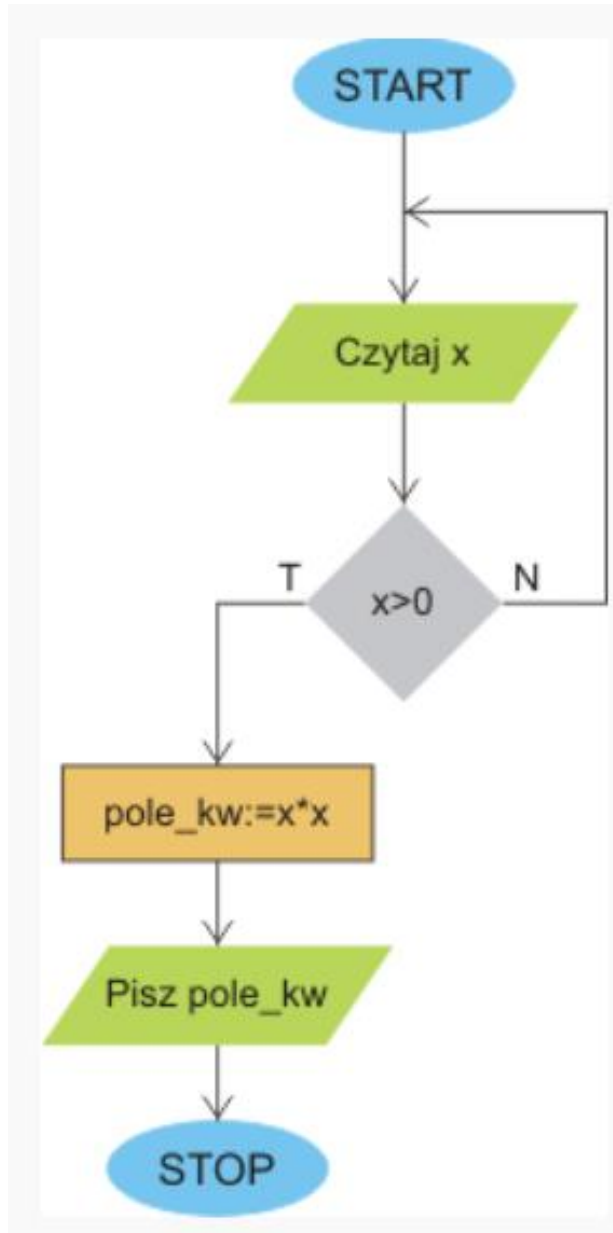 START
Czytaj x
T
x>0
N
pole_kw:=x*x
Pisz pole_kw
STOP